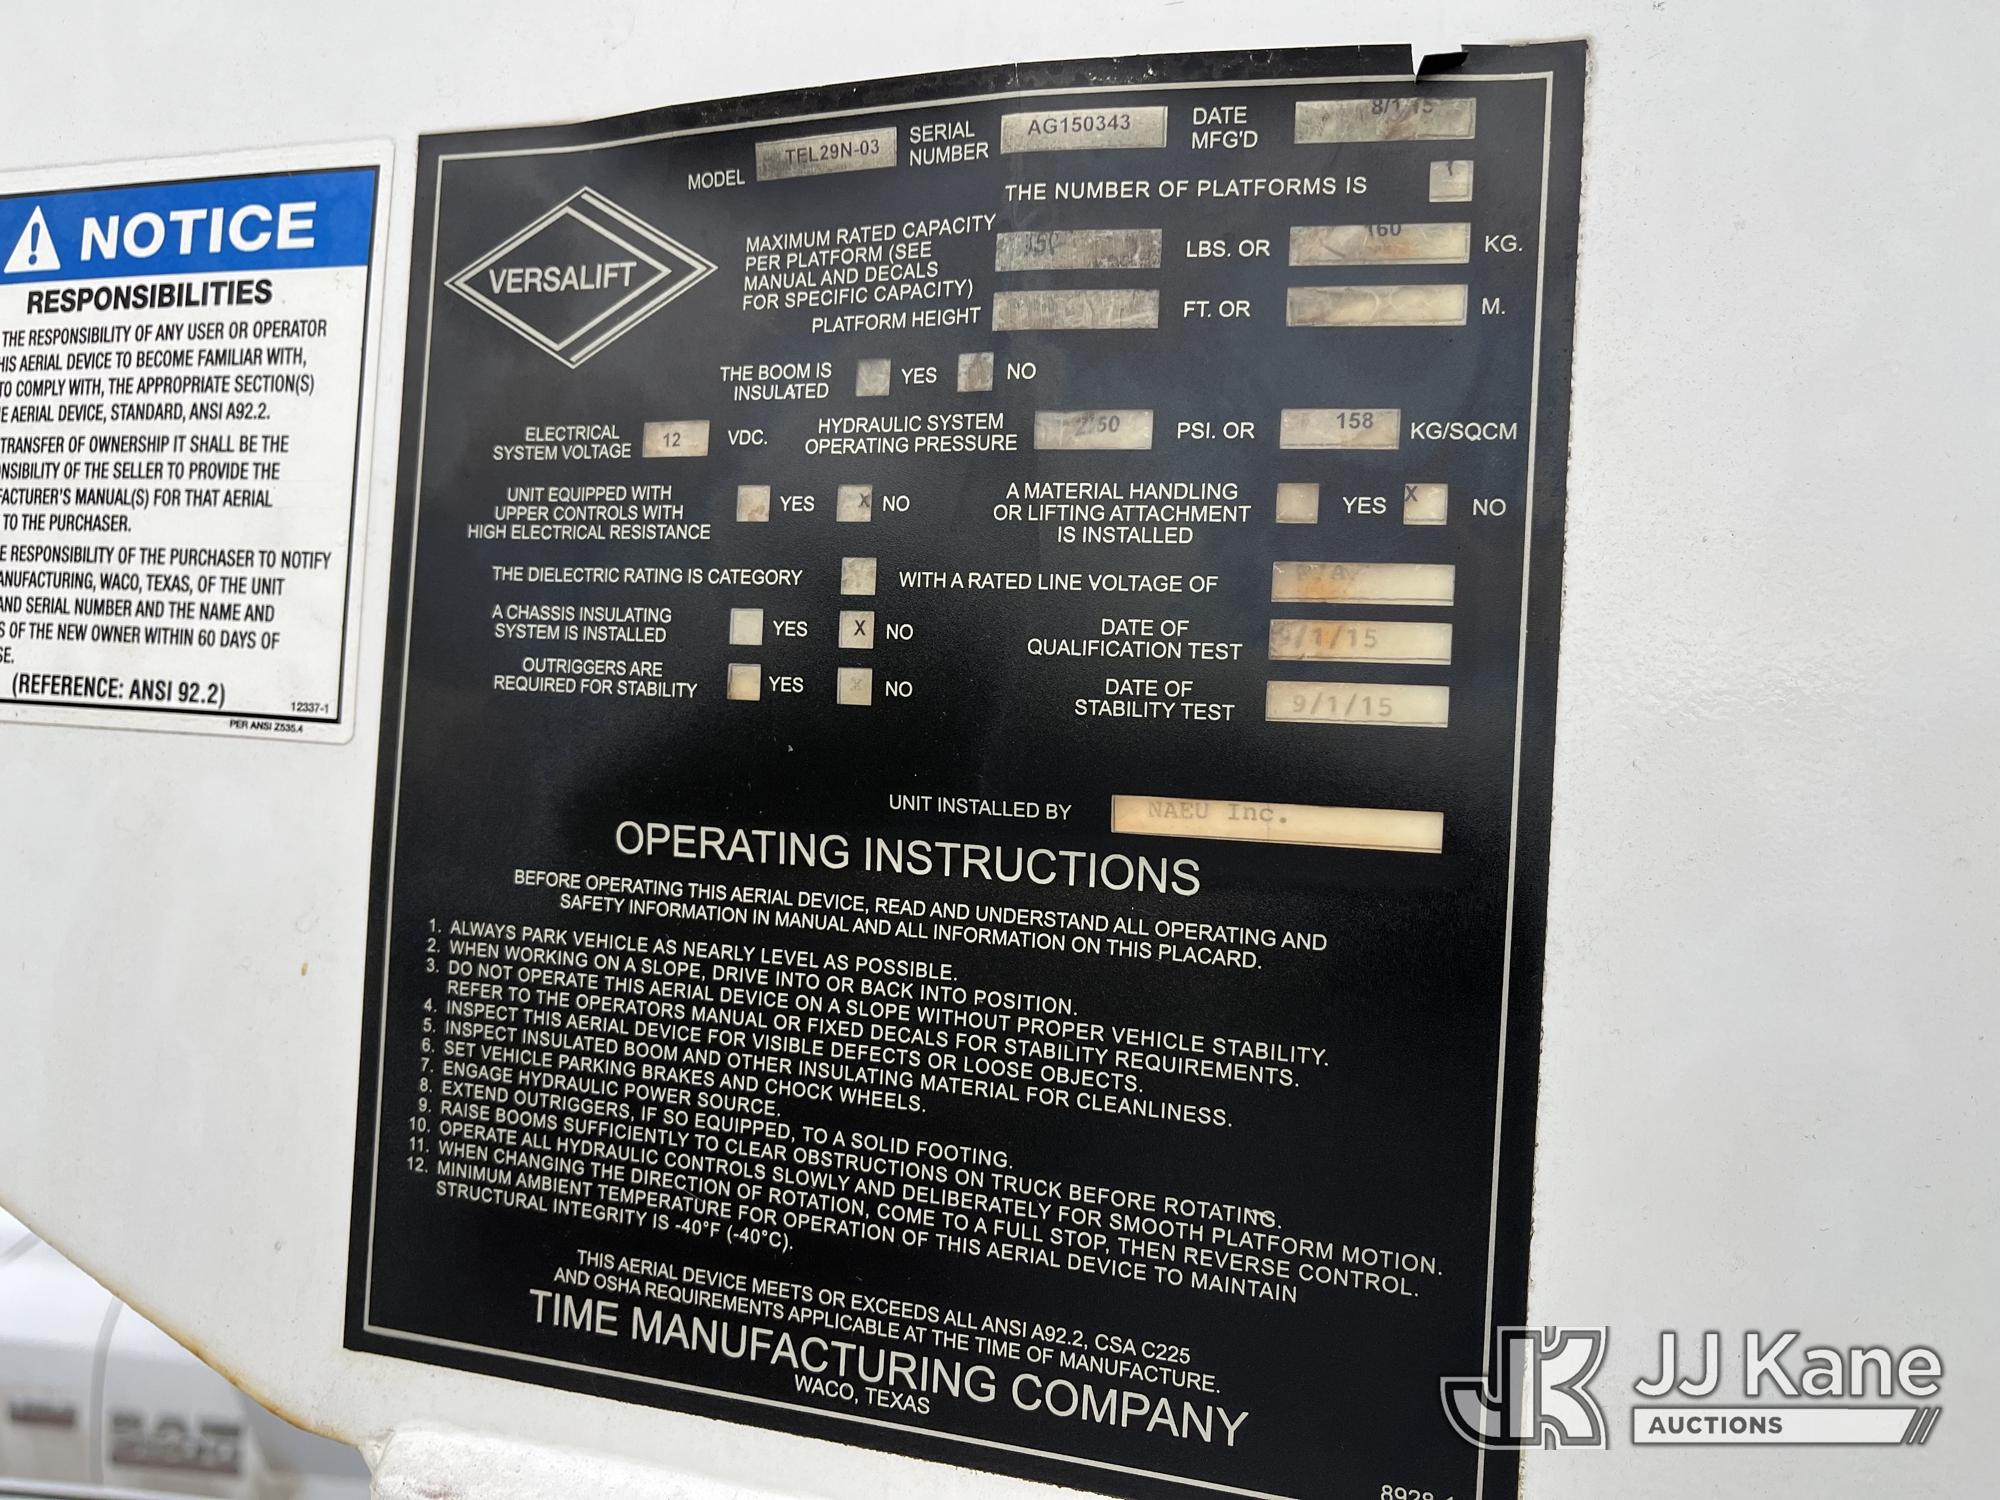 NOTICE
RESPONSIBILITIES
THE RESPONSIBILITY OF ANY USER OR OPERATOR
AERIAL DEVICE TO BECOME FAMILIAR WITH,
TO COMPLY WITH, THE APPROPRIATE SECTION(S)
AERIAL DEVICE, STANDARD, ANSI A92.2.
TRANSFER OF OWNERSHIP IT SHALL BE THE
OF THE SELLER TO PROVIDE THE
MANUAL(S) FOR THAT AERIAL
TO THE PURCHASER.
RESPONSIBILITY OF THE PURCHASER TO NOTIFY
WACO, TEXAS, OF THE UNIT
AND SERIAL NUMBER AND THE NAME AND
OF THE NEW OWNER WITHIN 60 DAYS OF
(REFERENCE: ANSI 92.2)
12337-1
PER ANSI Z535.4
MODEL TEL29N-03 SERIAL NUMBER AG150343 DATE MFG'D 8/1/15
THE NUMBER OF PLATFORMS IS
VERSALIFT
MAXIMUM RATED CAPACITY
PER PLATFORM (SEE
MANUAL AND DECALS
FOR SPECIFIC CAPACITY)
LBS. OR 160 KG.
PLATFORM HEIGHT FT. OR M.
THE BOOM IS
INSULATED YES NO
ELECTRICAL
SYSTEM VOLTAGE 12 VDC.
HYDRAULIC SYSTEM
OPERATING PRESSURE PSI. OR 158 KG/SQCM
UNIT EQUIPPED WITH
UPPER CONTROLS WITH
HIGH ELECTRICAL RESISTANCE
YES X NO
A MATERIAL HANDLING
OR LIFTING ATTACHMENT
IS INSTALLED
YES X NO
THE DIELECTRIC RATING IS CATEGORY WITH A RATED LINE VOLTAGE OF
A CHASSIS INSULATING
SYSTEM IS INSTALLED YES X NO
DATE OF
QUALIFICATION TEST 9/1/15
OUTRIGGERS ARE
REQUIRED FOR STABILITY YES X NO
DATE OF
STABILITY TEST 9/1/15
UNIT INSTALLED BY NAEU Inc.
OPERATING INSTRUCTIONS
BEFORE OPERATING THIS AERIAL DEVICE, READ AND UNDERSTAND ALL OPERATING AND
SAFETY INFORMATION IN MANUAL AND ALL INFORMATION ON THIS PLACARD.
1. ALWAYS PARK VEHICLE AS NEARLY LEVEL AS POSSIBLE.
2. WHEN WORKING ON A SLOPE, DRIVE INTO OR BACK INTO POSITION.
3. DO NOT OPERATE THIS AERIAL DEVICE ON A SLOPE WITHOUT PROPER VEHICLE STABILITY.
REFER TO THE OPERATORS MANUAL OR FIXED DECALS FOR STABILITY REQUIREMENTS.
4. INSPECT THIS AERIAL DEVICE FOR VISIBLE DEFECTS OR LOOSE OBJECTS.
5. INSPECT INSULATED BOOM AND OTHER INSULATING MATERIAL FOR CLEANLINESS.
6. SET VEHICLE PARKING BRAKES AND CHOCK WHEELS.
7. ENGAGE HYDRAULIC POWER SOURCE.
8. EXTEND OUTRIGGERS, IF SO EQUIPPED, TO A SOLID FOOTING.
9. RAISE BOOMS SUFFICIENTLY TO CLEAR OBSTRUCTIONS ON TRUCK BEFORE ROTATING.
10. OPERATE ALL HYDRAULIC CONTROLS SLOWLY AND DELIBERATELY FOR SMOOTH PLATFORM MOTION.
11. WHEN CHANGING THE DIRECTION OF ROTATION, COME TO A FULL STOP, THEN REVERSE CONTROL.
12. MINIMUM AMBIENT TEMPERATURE FOR OPERATION OF THIS AERIAL DEVICE TO MAINTAIN
STRUCTURAL INTEGRITY IS -40°F (-40°C).
THIS AERIAL DEVICE MEETS OR EXCEEDS ALL ANSI A92.2, CSA C225
AND OSHA REQUIREMENTS APPLICABLE AT THE TIME OF MANUFACTURE.
TIME MANUFACTURING COMPANY
WACO, TEXAS
JK JJ Kane
AUCTIONS